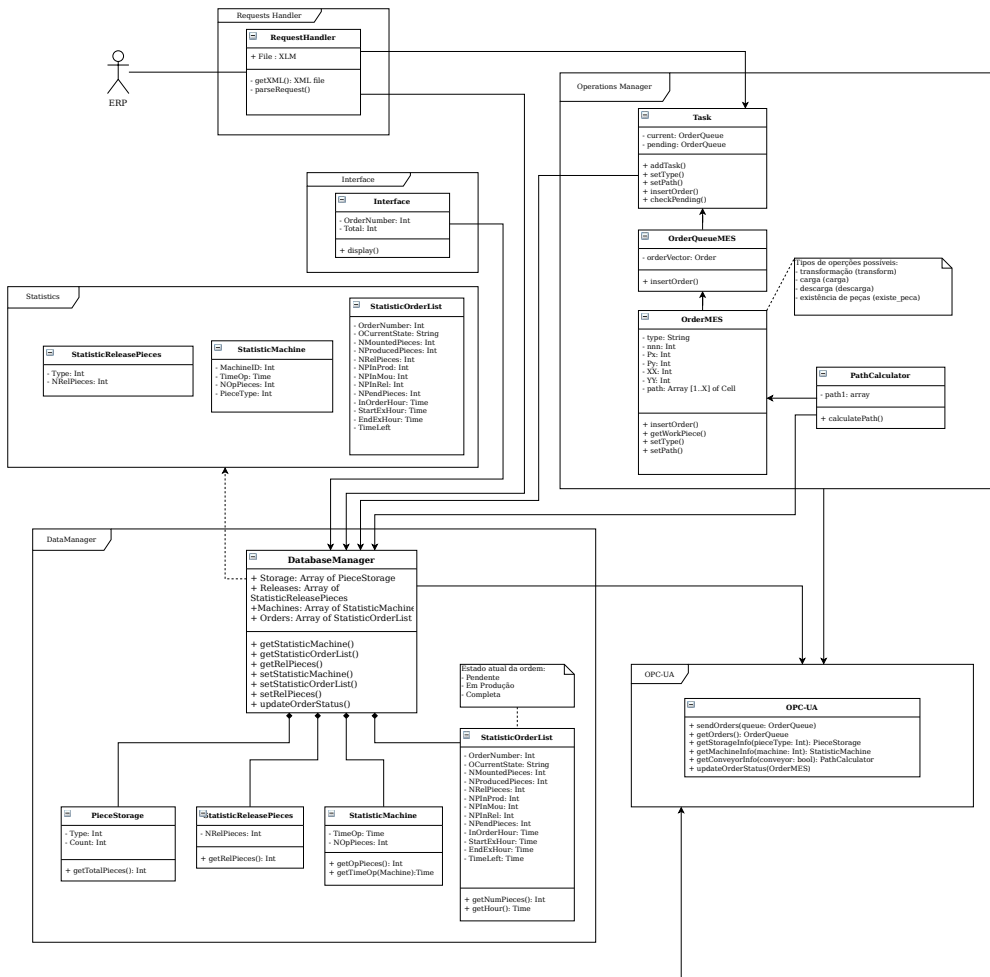 Requests Handler
RequestHandler
+ File : XLM
- getXML(): XML file
- parseRequest()
ERP
Operations Manager
Task
- current: OrderQueue
- pending: OrderQueue
+ addTask()
+ setType()
+ setPath()
+ insertOrder()
+ checkPending()
Interface
Interface
- OrderNumber: Int
- Total: Int
+ display()
OrderQueueMES
- orderVector: Order
+ insertOrder()
Tipos de operções possíveis:
- transformação (transform)
- carga (carga)
- descarga (descarga)
- existência de peças (existe_peca)
Statistics
StatisticReleasePieces
- Type: Int
- NRelPieces: Int
StatisticMachine
- MachineID: Int
- TimeOp: Time
- NOpPieces: Int
- PieceType: Int
StatisticOrderList
- OrderNumber: Int
- OCurrentState: String
- NMountedPieces: Int
- NProducedPieces: Int
- NRelPieces: Int
- NPInProd: Int
- NPInMou: Int
- NPInRel: Int
- NPendPieces: Int
- InOrderHour: Time
- StartExHour: Time
- EndExHour: Time
- TimeLeft
OrderMES
- type: String
- nnn: Int
- Px: Int
- Py: Int
- XX: Int
- YY: Int
- path: Array [1..X] of Cell
+ insertOrder()
+ getWorkPiece()
+ setType()
+ setPath()
PathCalculator
- path1: array
+ calculatePath()
DataManager
DatabaseManager
+ Storage: Array of PieceStorage
+ Releases: Array of
StatisticReleasePieces
+Machines: Array of StatisticMachine
+ Orders: Array of StatisticOrderList
+ getStatisticMachine()
+ getStatisticOrderList()
+ getRelPieces()
+ setStatisticMachine()
+ setStatisticOrderList()
+ setRelPieces()
+ updateOrderStatus()
Estado atual da ordem:
- Pendente
- Em Produção
- Completa
OPC-UA
OPC-UA
+ sendOrders(queue: OrderQueue)
+ getOrders(): OrderQueue
+ getStorageInfo(pieceType: Int): PieceStorage
+ getMachineInfo(machine: Int): StatisticMachine
+ getConveyorInfo(conveyor: bool): PathCalculator
+ updateOrderStatus(OrderMES)
StatisticOrderList
- OrderNumber: Int
- OCurrentState: String
- NMountedPieces: Int
- NProducedPieces: Int
- NRelPieces: Int
- NPInProd: Int
- NPInMou: Int
- NPInRel: Int
- NPendPieces: Int
- InOrderHour: Time
- StartExHour: Time
- EndExHour: Time
- TimeLeft: Time
+ getNumPieces(): Int
+ getHour(): Time
PieceStorage
- Type: Int
- Count: Int
+ getTotalPieces(): Int
StatisticReleasePieces
- NRelPieces: Int
+ getRelPieces(): Int
StatisticMachine
- TimeOp: Time
- NOpPieces: Int
+ getOpPieces(): Int
+ getTimeOp(Machine):Time